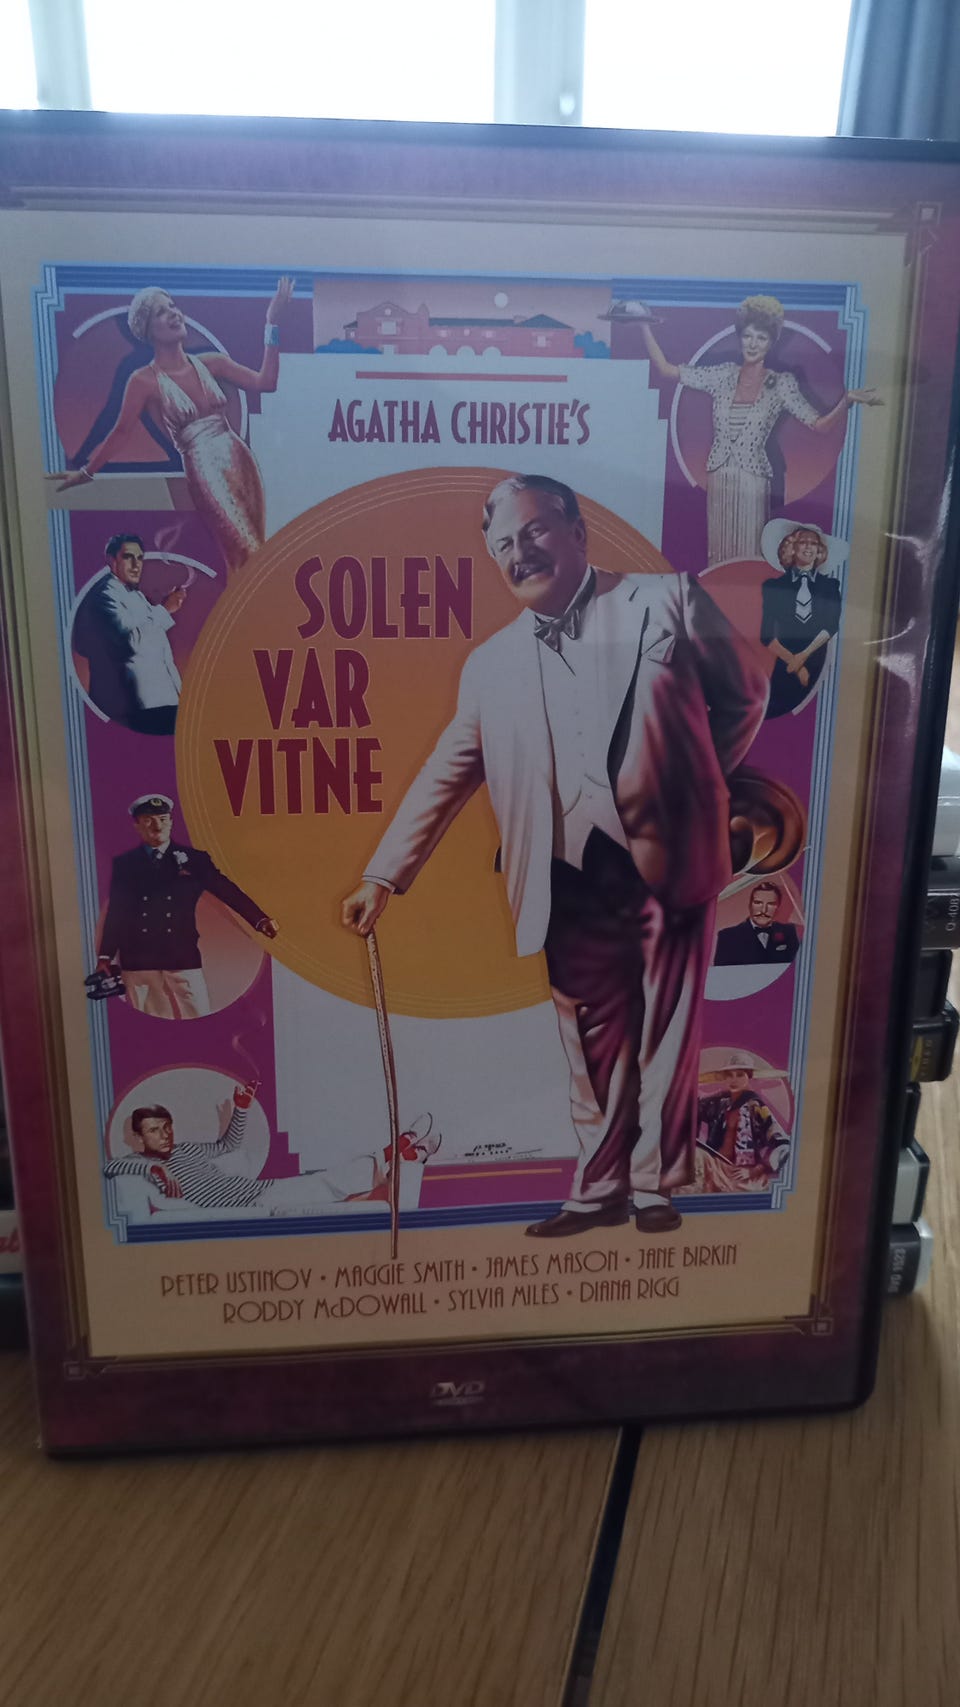 AGATHA CHRISTIE'S
SOLEN
VAR
VITNE
PETER USTINOV • MAGGIE SMITH • JAMES MASON • JANE BIRKIN
RODDY McDOWALL • SYLVIA MILES • DIANA RIGG
DVD